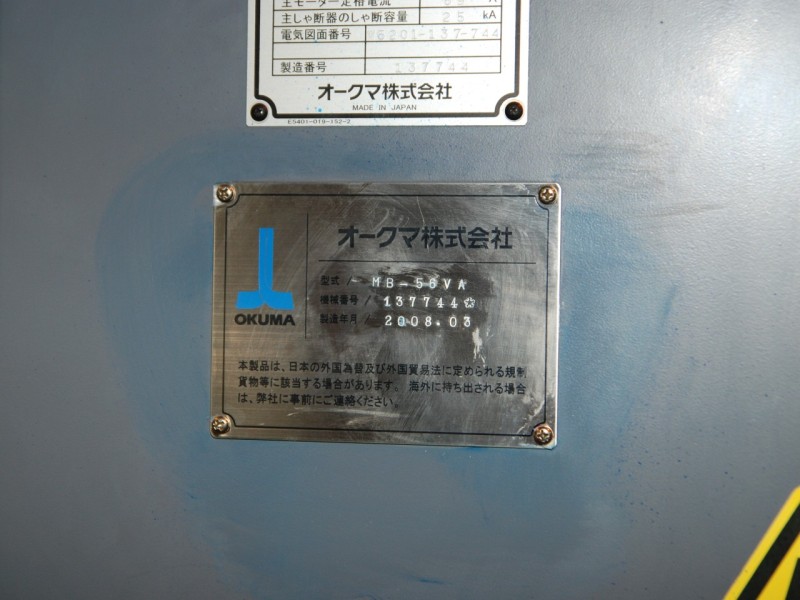 主モーター定格電流 A
主しゃ断器のしゃ断容量 25 kA
電気図面番号 6201-137-744
製造番号 137744
オークマ株式会社
MADE IN JAPAN
E5401-019-152-2
オークマ株式会社
型式 / MB-56VA
機械番号 / 137744*
製造年月 / 2008.03
OKUMA
本製品は、日本の外国為替及び外国貿易法に定められる規制
貨物等に該当する場合があります。海外に持ち出される場合
は、弊社に事前にご連絡ください。